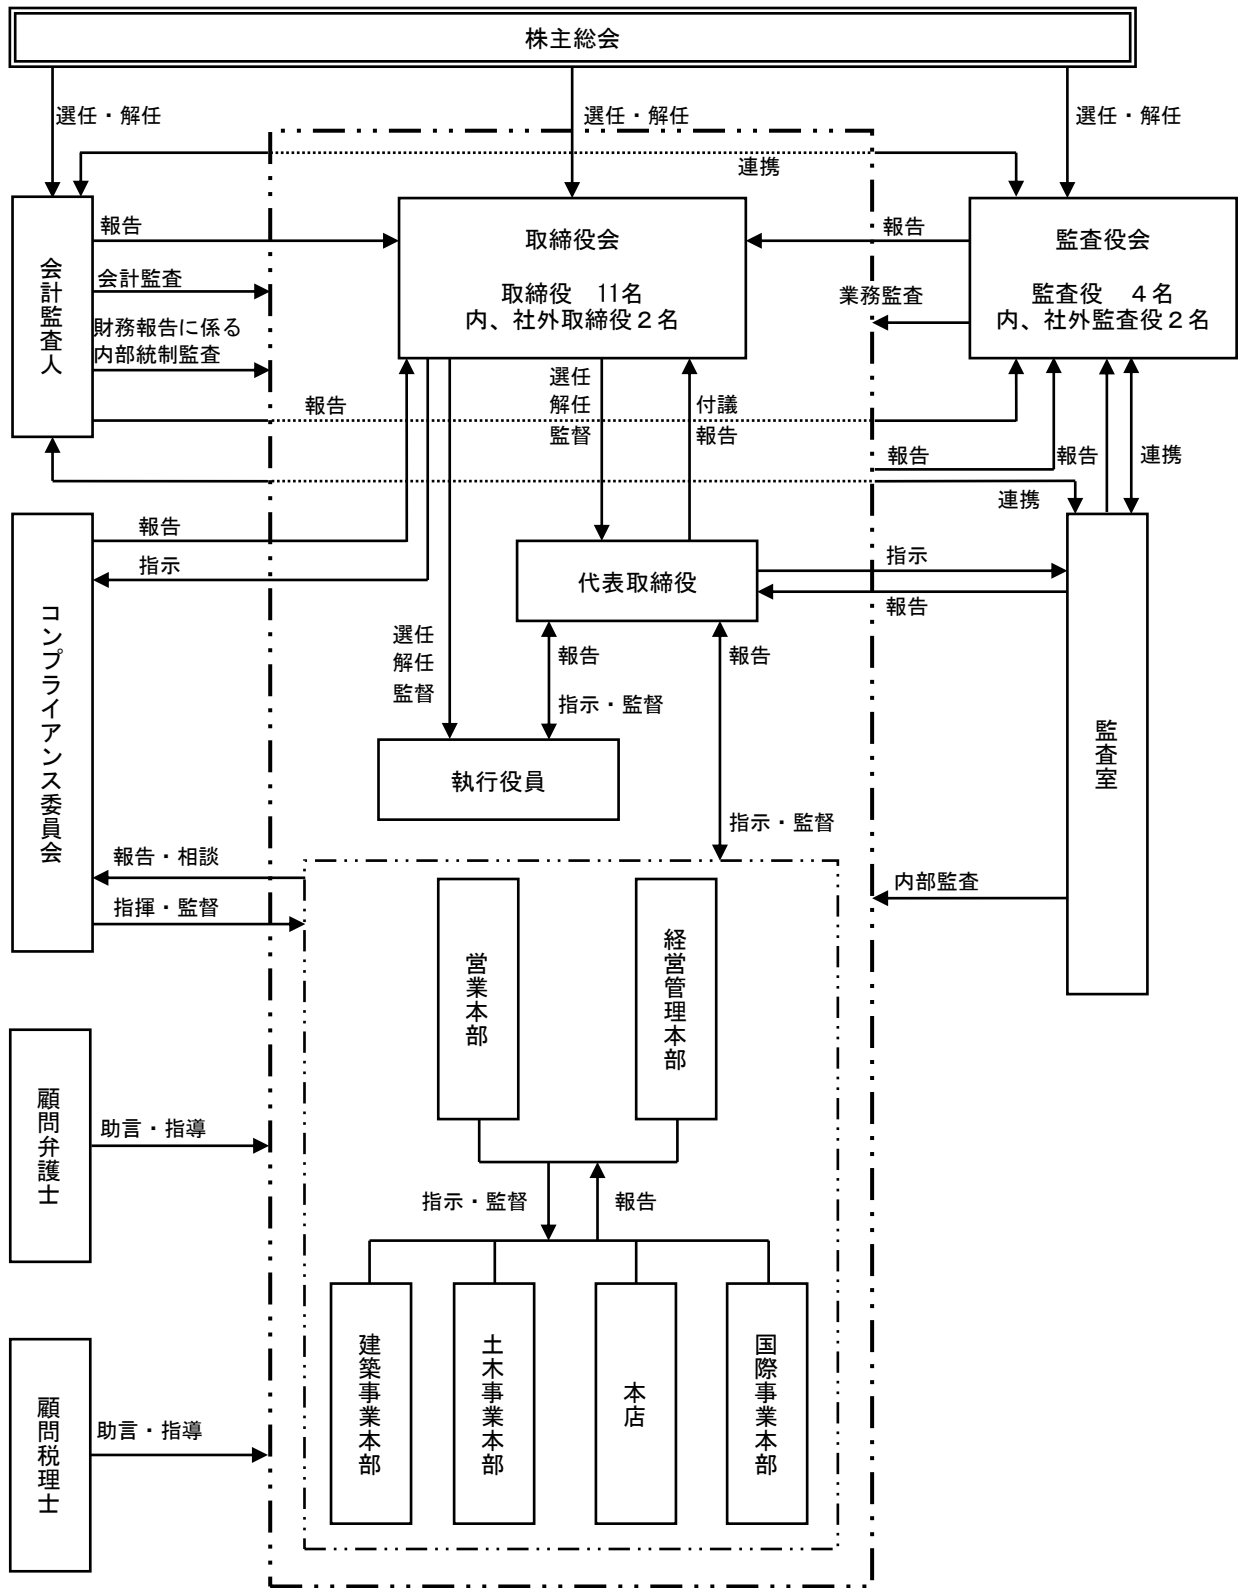 株主総会
選任・解任
選任・解任
選任・解任
連携
会計監査人
報告
会計監査
財務報告に係る
内部統制監査
報告
取締役会
取締役　11名
内、社外取締役２名
報告
業務監査
監査役会
監査役　４名
内、社外監査役２名
選任
解任
監督
付議
報告
報告
報告
連携
連携
コンプライアンス委員会
報告
指示
代表取締役
指示
報告
選任
解任
監督
報告
指示・監督
報告
指示・監督
執行役員
監査室
報告・相談
指揮・監督
内部監査
営業本部
経営管理本部
顧問弁護士
助言・指導
指示・監督
報告
建築事業本部
土木事業本部
本店
国際事業本部
顧問税理士
助言・指導